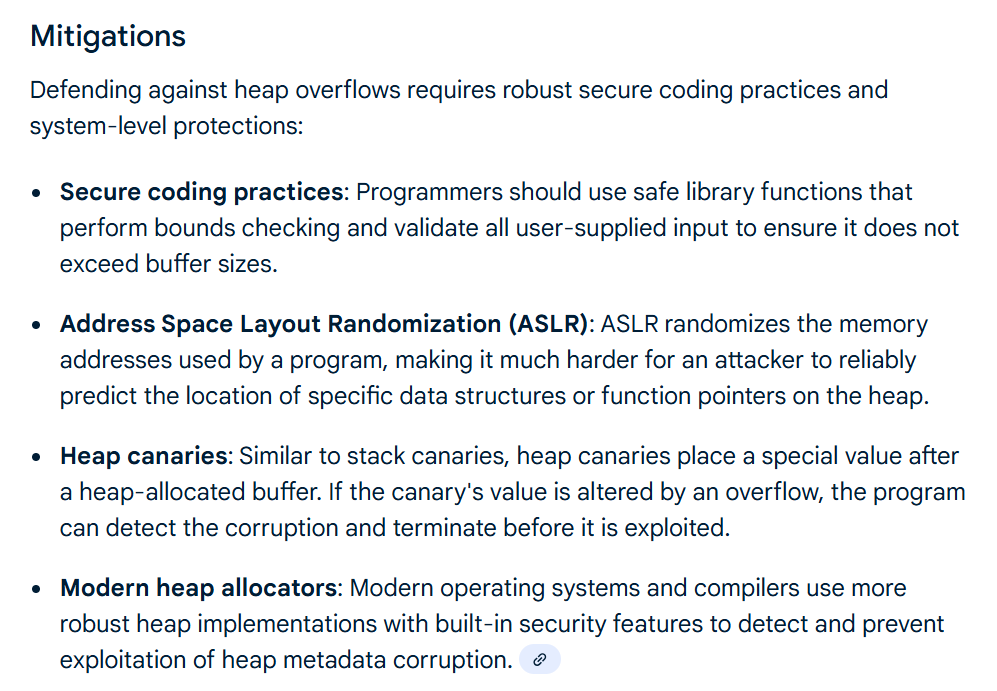 Mitigations
Defending against heap overflows requires robust secure coding practices and
system-level protections:
• Secure coding practices: Programmers should use safe library functions that
perform bounds checking and validate all user-supplied input to ensure it does not
exceed buffer sizes.
• Address Space Layout Randomization (ASLR): ASLR randomizes the memory
addresses used by a program, making it much harder for an attacker to reliably
predict the location of specific data structures or function pointers on the heap.
• Heap canaries: Similar to stack canaries, heap canaries place a special value after
a heap-allocated buffer. If the canary's value is altered by an overflow, the program
can detect the corruption and terminate before it is exploited.
• Modern heap allocators: Modern operating systems and compilers use more
robust heap implementations with built-in security features to detect and prevent
exploitation of heap metadata corruption.